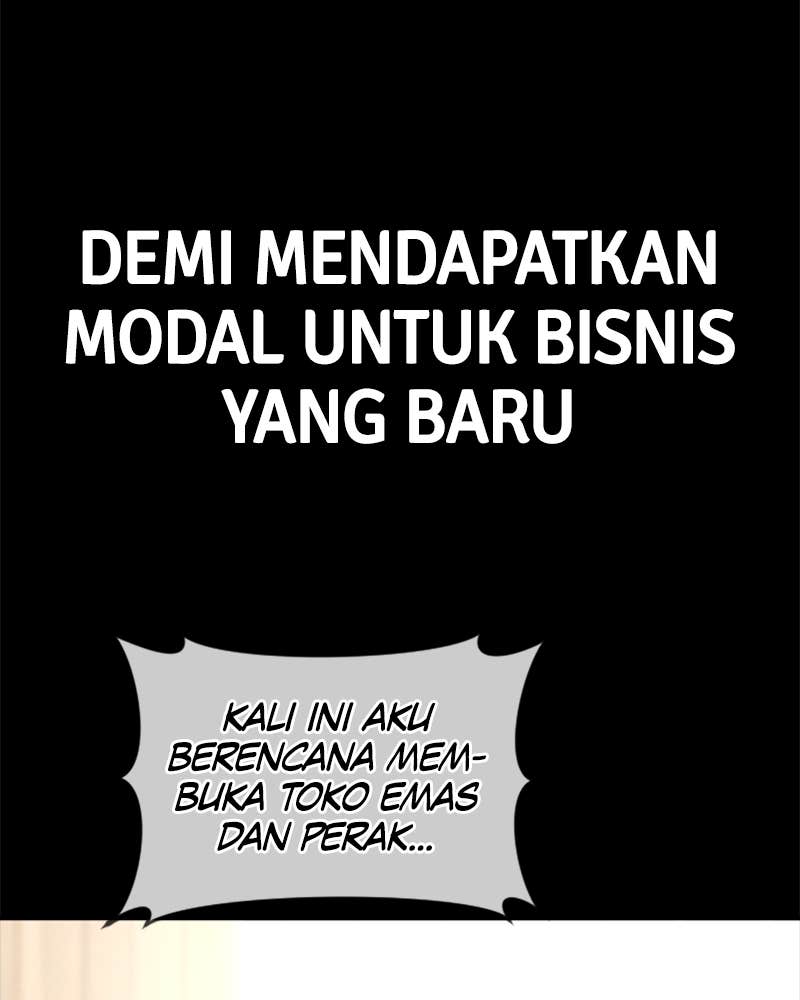 DEMI MENDAPATKAN
MODAL UNTUK BISNIS
YANG BARU
KALI INI AKU
BERENCANA MEM-
BUKA TOKO EMAS
DAN PERAK...